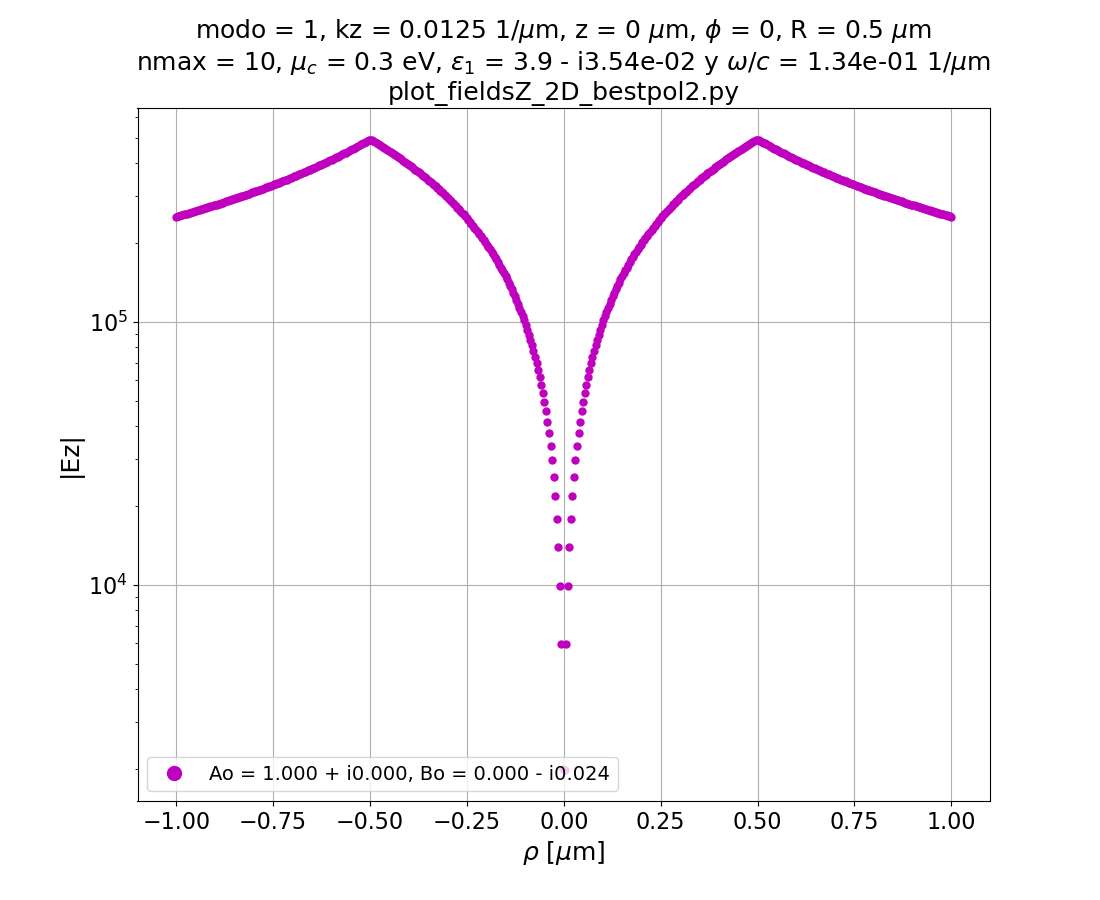 modo = 1, kz = 0.0125 1/μm, z = 0 μm, ϕ = 0, R = 0.5 μm
nmax = 10, μc = 0.3 eV, ε1 = 3.9 - i3.54e-02 y ω/c = 1.34e-01 1/μm
plot_fieldsZ_2D_bestpol2.py
|Ez|
10^5
10^4
Ao = 1.000 + i0.000, Bo = 0.000 - i0.024
−1.00 −0.75 −0.50 −0.25 0.00 0.25 0.50 0.75 1.00
ρ [μm]